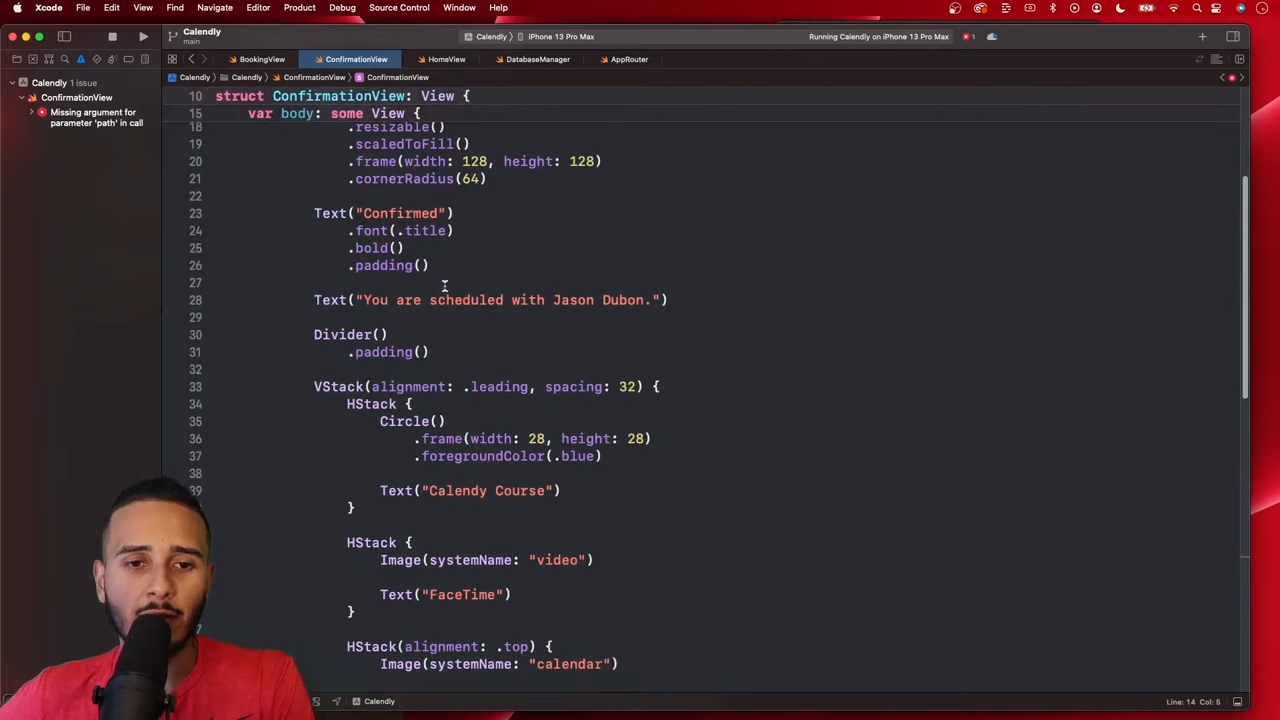 Xcode File Edit View Find Navigate Editor Product Debug Source Control Window Help
Calendly
main
Calendly 〉 iPhone 13 Pro Max
Running Calendly on iPhone 13 Pro Max
1
BookingView
ConfirmationView
HomeView
DatabaseManager
AppRouter
Calendly 〉 Calendly 〉 ConfirmationView 〉 S ConfirmationView
Calendly 1 issue
ConfirmationView
Missing argument for
parameter 'path' in call
10 struct ConfirmationView: View {
15 var body: some View {
18 .resizable()
19 .scaledToFill()
20 .frame(width: 128, height: 128)
21 .cornerRadius(64)
22
23 Text("Confirmed")
24 .font(.title)
25 .bold()
26 .padding()
27
28 Text("You are scheduled with Jason Dubon.")
29
30 Divider()
31 .padding()
32
33 VStack(alignment: .leading, spacing: 32) {
34 HStack {
35 Circle()
36 .frame(width: 28, height: 28)
37 .foregroundColor(.blue)
38
39 Text("Calendy Course")
}
HStack {
Image(systemName: "video")
Text("FaceTime")
}
HStack(alignment: .top) {
Image(systemName: "calendar")
Calendly
Line: 14 Col: 5